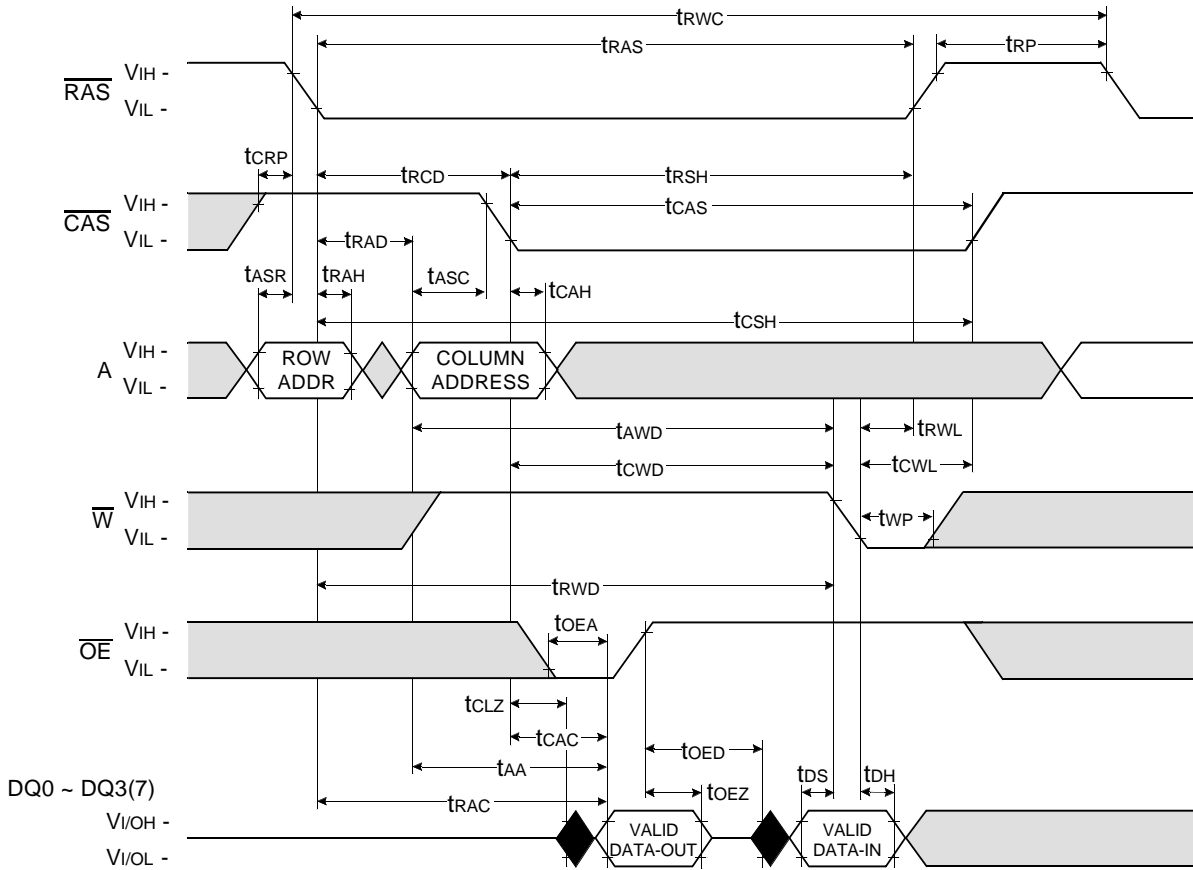 tRWC
tRAS
tRP
RAS
VIH -
VIL -
tCRP
tRCD
tRSH
CAS
VIH -
VIL -
tCAS
tRAD
tASR
tRAH
tASC
tCAH
tCSH
A
VIH -
VIL -
ROW
ADDR
COLUMN
ADDRESS
tAWD
tRWL
tCWD
tCWL
W
VIH -
VIL -
tWP
tRWD
OE
VIH -
VIL -
tOEA
tCLZ
tCAC
tOED
tAA
tOEZ
tDS
tDH
DQ0 ~ DQ3(7)
tRAC
VI/OH -
VI/OL -
VALID
DATA-OUT
VALID
DATA-IN